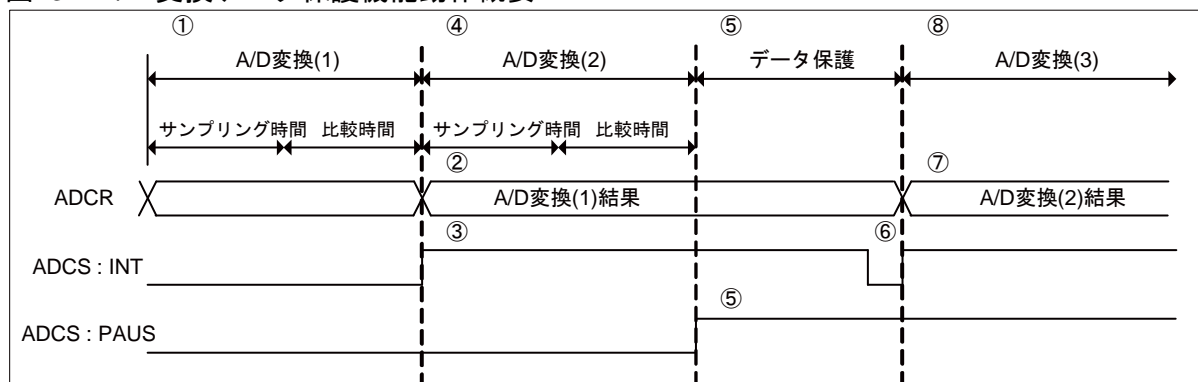 ① ④ ⑤ ⑧
A/D変換(1) A/D変換(2) データ保護 A/D変換(3)
サンプリング時間 比較時間 サンプリング時間 比較時間
② ⑦
ADCR A/D変換(1)結果 A/D変換(2)結果
③ ⑥
ADCS : INT
⑤
ADCS : PAUS